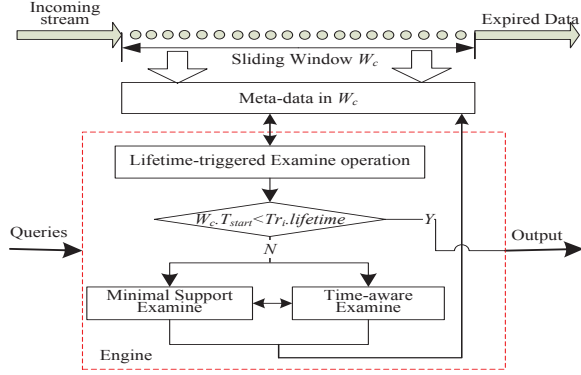 Incoming
stream
Expired Data
Sliding Window W_c
Meta-data in W_c
Lifetime-triggered Examine operation
W_c.T_start<Tr_i.lifetime
Y
Queries
Output
N
Minimal Support
Examine
Time-aware
Examine
Engine